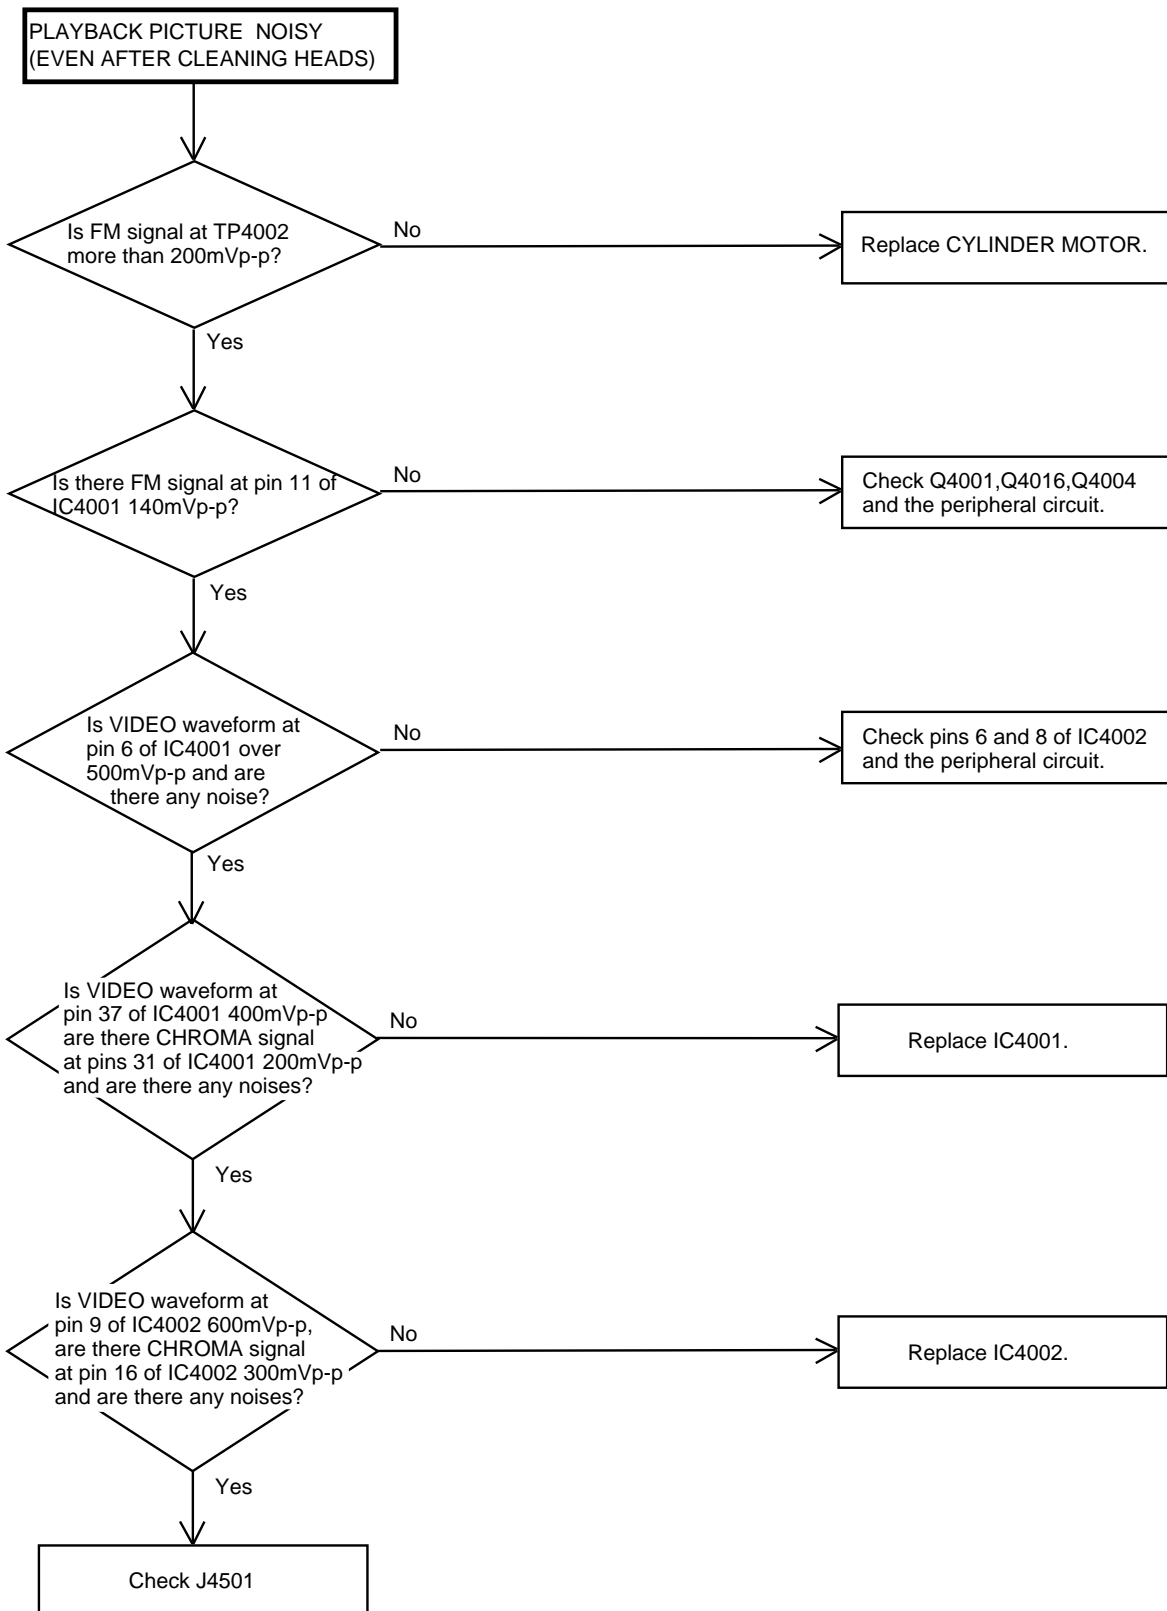 PLAYBACK PICTURE  NOISY
(EVEN AFTER CLEANING HEADS)
Is FM signal at TP4002
more than 200mVp-p?
No
Replace CYLINDER MOTOR.
Yes
Is there FM signal at pin 11 of
IC4001 140mVp-p?
No
Check Q4001,Q4016,Q4004
and the peripheral circuit.
Yes
Is VIDEO waveform at
pin 6 of IC4001 over
500mVp-p and are
there any noise?
No
Check pins 6 and 8 of IC4002
and the peripheral circuit.
Yes
Is VIDEO waveform at
pin 37 of IC4001 400mVp-p
are there CHROMA signal
at pins 31 of IC4001 200mVp-p
and are there any noises?
No
Replace IC4001.
Yes
Is VIDEO waveform at
pin 9 of IC4002 600mVp-p,
are there CHROMA signal
at pin 16 of IC4002 300mVp-p
and are there any noises?
No
Replace IC4002.
Yes
Check J4501